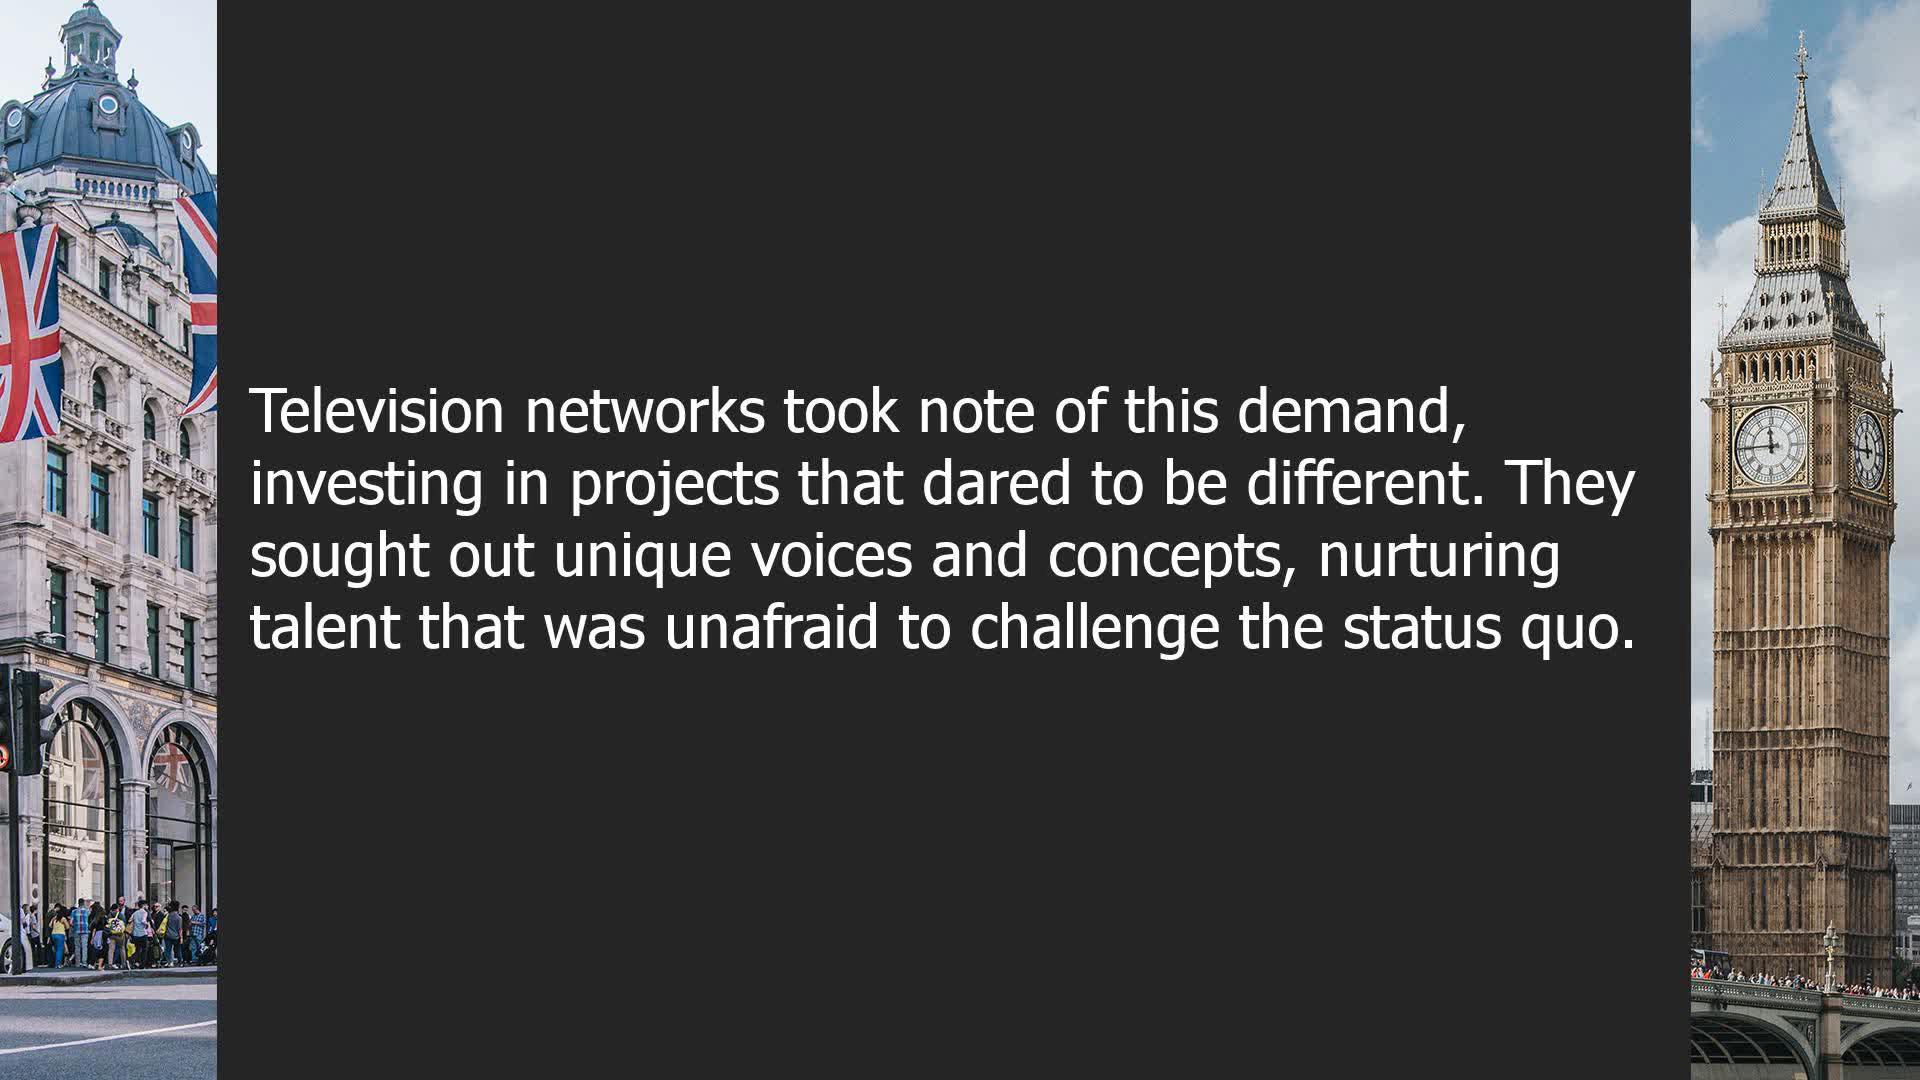 Television networks took note of this demand,
investing in projects that dared to be different. They
sought out unique voices and concepts, nurturing
talent that was unafraid to challenge the status quo.